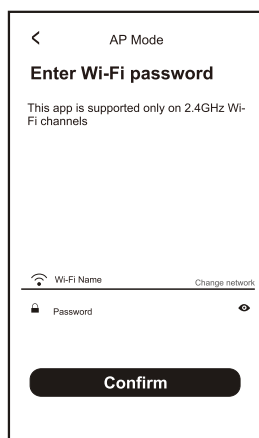 AP Mode
Enter Wi-Fi password
This app is supported only on 2.4GHz Wi-
Fi channels
Wi-Fi Name
Change network
Password
Confirm